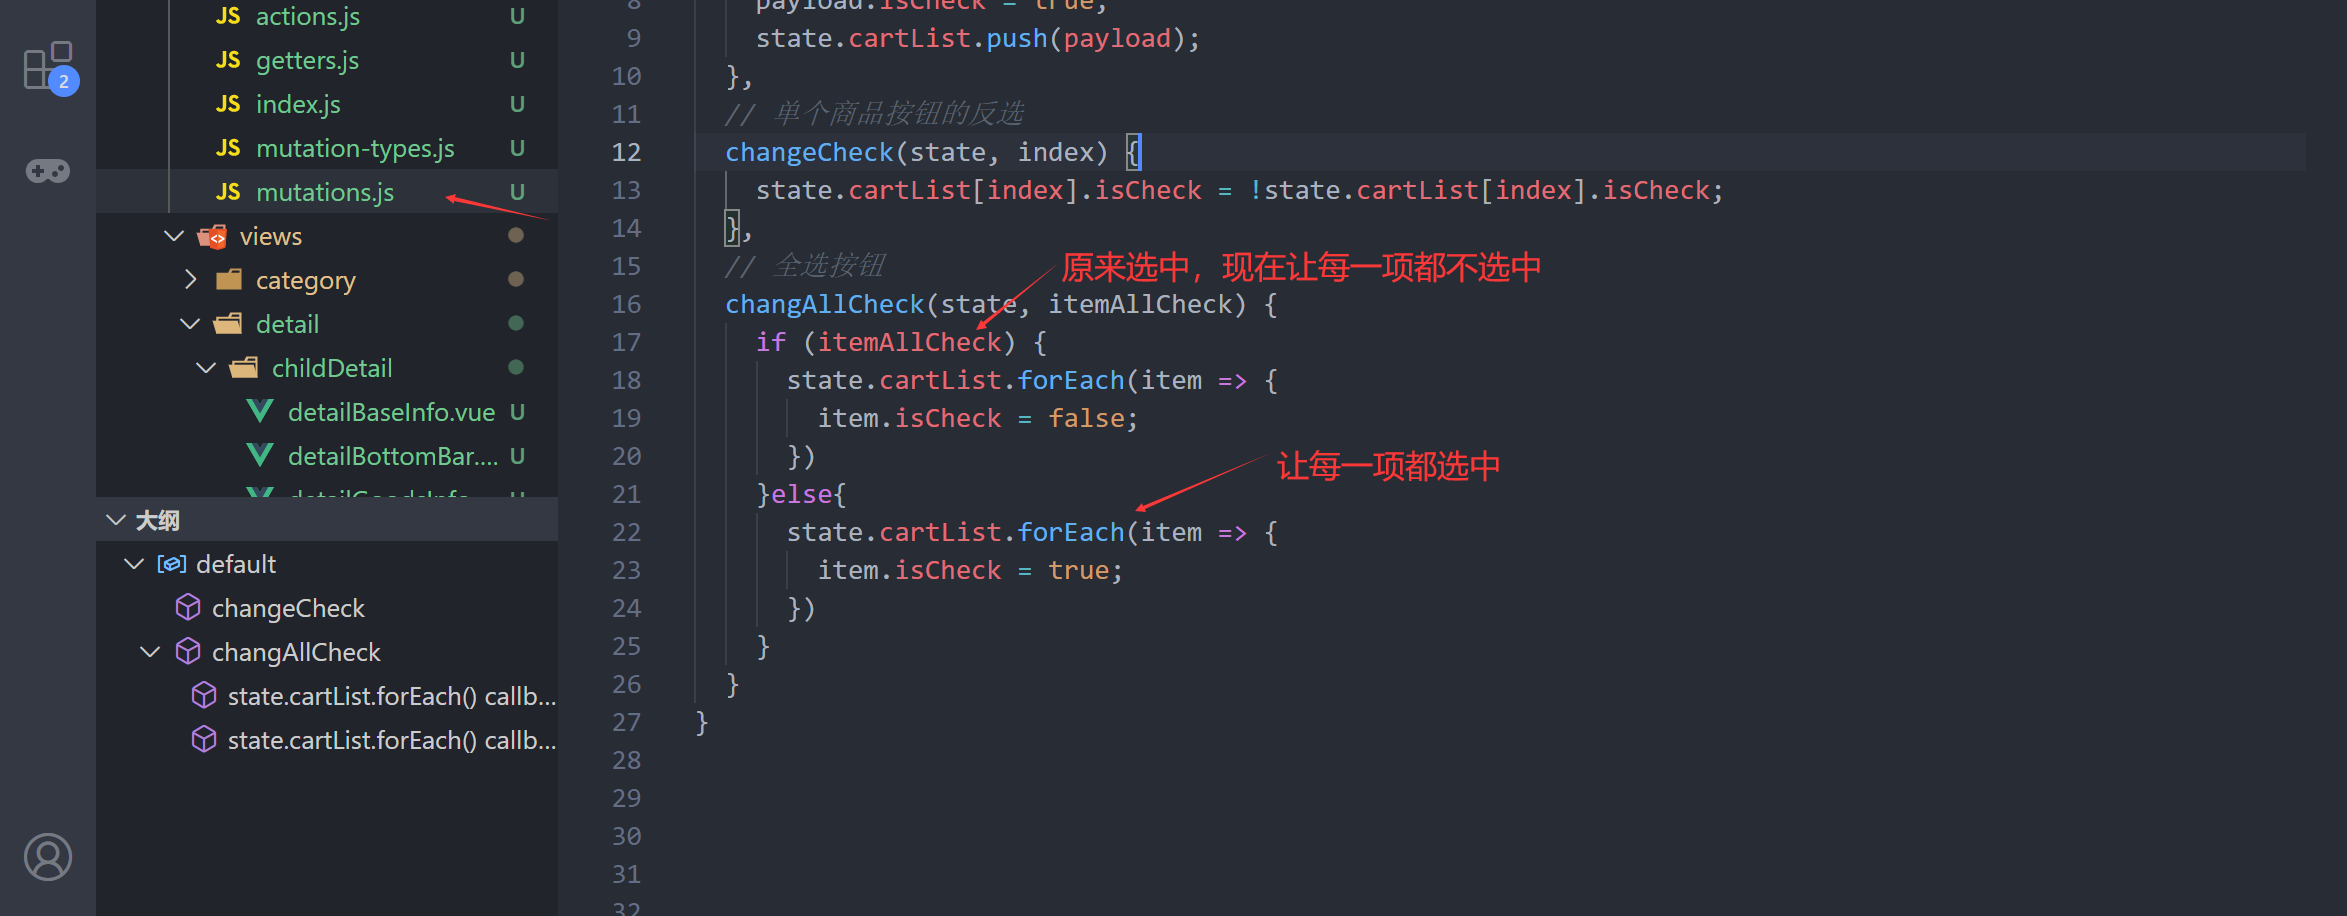 JS actions.js U
JS getters.js U
JS index.js U
JS mutation-types.js U
JS mutations.js U
views
category
detail
childDetail
detailBaseInfo.vue U
detailBottomBar.... U
2
大纲
default
changeCheck
changAllCheck
state.cartList.forEach() callb...
state.cartList.forEach() callb...
8 payload.isCheck = true;
9 state.cartList.push(payload);
10 },
11 // 单个商品按钮的反选
12 changeCheck(state, index) {
13 state.cartList[index].isCheck = !state.cartList[index].isCheck;
14 },
15 // 全选按钮
原来选中，现在让每一项都不选中
16 changAllCheck(state, itemAllCheck) {
17 if (itemAllCheck) {
18 state.cartList.forEach(item => {
19 item.isCheck = false;
20 })
让每一项都选中
21 }else{
22 state.cartList.forEach(item => {
23 item.isCheck = true;
24 })
25 }
26 }
27 }
28
29
30
31
32